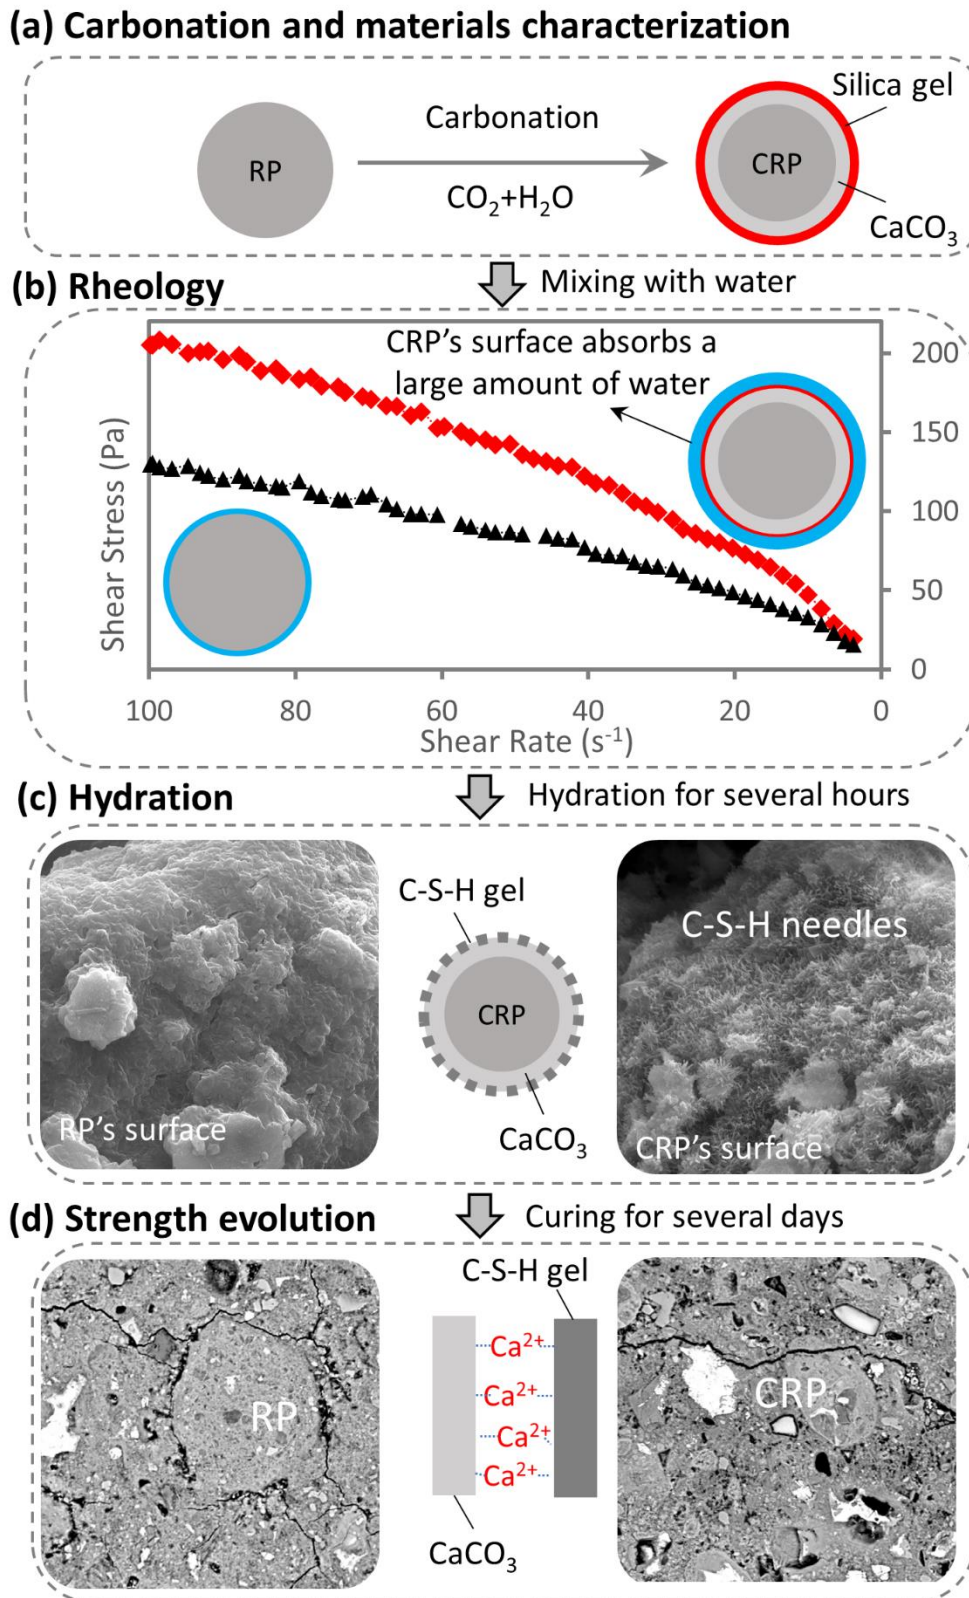 (a) Carbonation and materials characterization
RP
Carbonation
CO₂+H₂O
CRP
Silica gel
CaCO₃
(b) Rheology
Mixing with water
CRP's surface absorbs a
large amount of water
Shear Stress (Pa)
200
150
100
50
0
100 80 60 40 20 0
Shear Rate (s⁻¹)
(c) Hydration
Hydration for several hours
RP's surface
C-S-H gel
CRP
CaCO₃
C-S-H needles
CRP's surface
(d) Strength evolution
Curing for several days
RP
C-S-H gel
Ca²⁺
Ca²⁺
Ca²⁺
Ca²⁺
CaCO₃
CRP